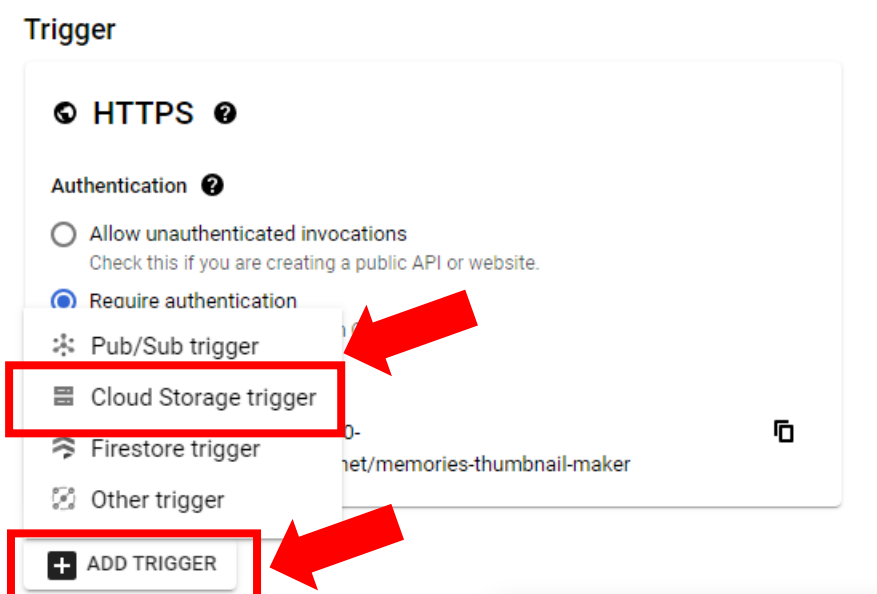 Trigger
HTTPS
Authentication
Allow unauthenticated invocations
Check this if you are creating a public API or website.
Require authentication
Pub/Sub trigger
Cloud Storage trigger
Firestore trigger
net/memories-thumbnail-maker
Other trigger
ADD TRIGGER